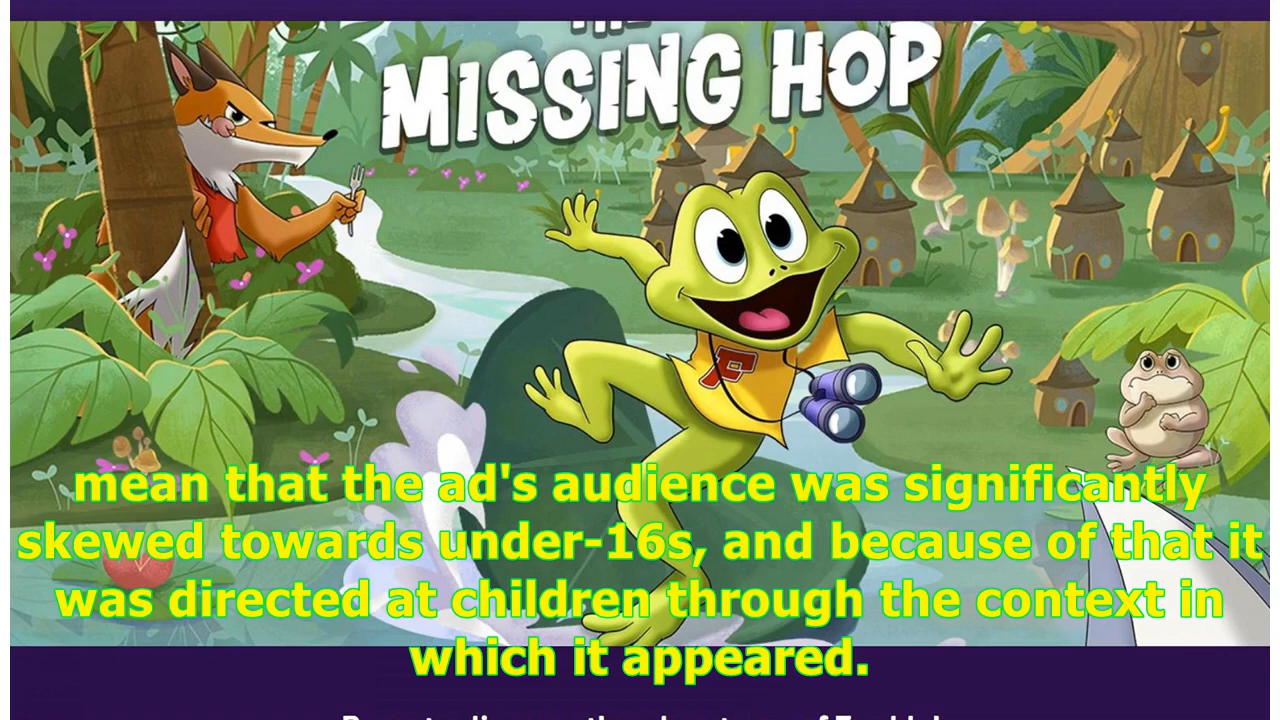 MISSING HOP
F
mean that the ad's audience was significantly
skewed towards under-16s, and because of that it
was directed at children through the context in
which it appeared.